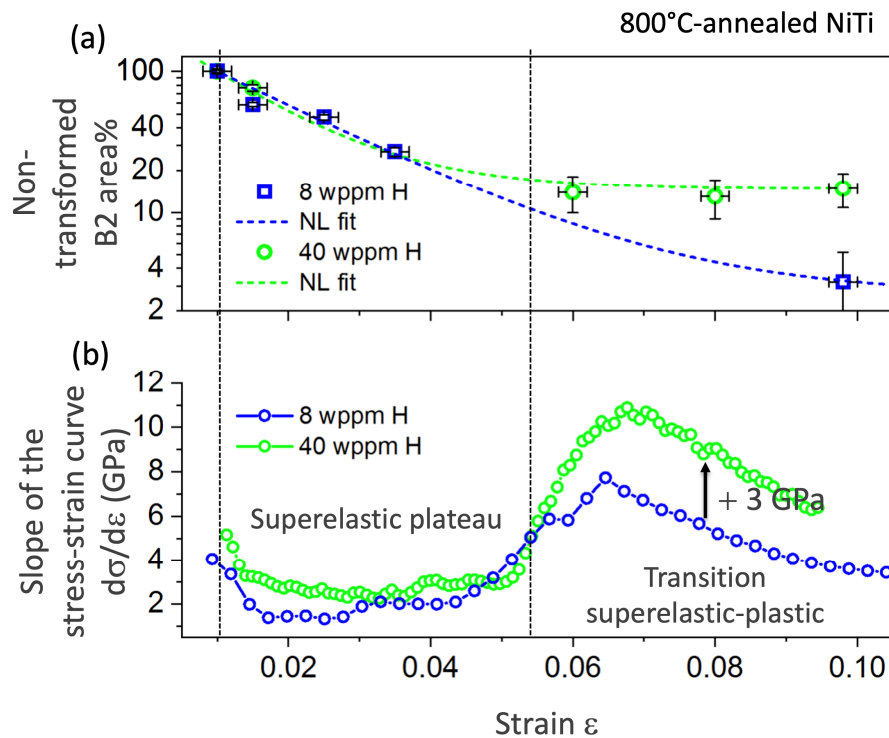 800°C-annealed NiTi
(a)
Non-
transformed
B2 area%
100
40
20
10
4
2
8 wppm H
NL fit
40 wppm H
NL fit
(b)
Slope of the
stress-strain curve
dσ/dε (GPa)
12
10
8
6
4
2
8 wppm H
40 wppm H
Superelastic plateau
+ 3 GPa
Transition
superelastic-plastic
0.02
0.04
0.06
0.08
0.10
Strain ε